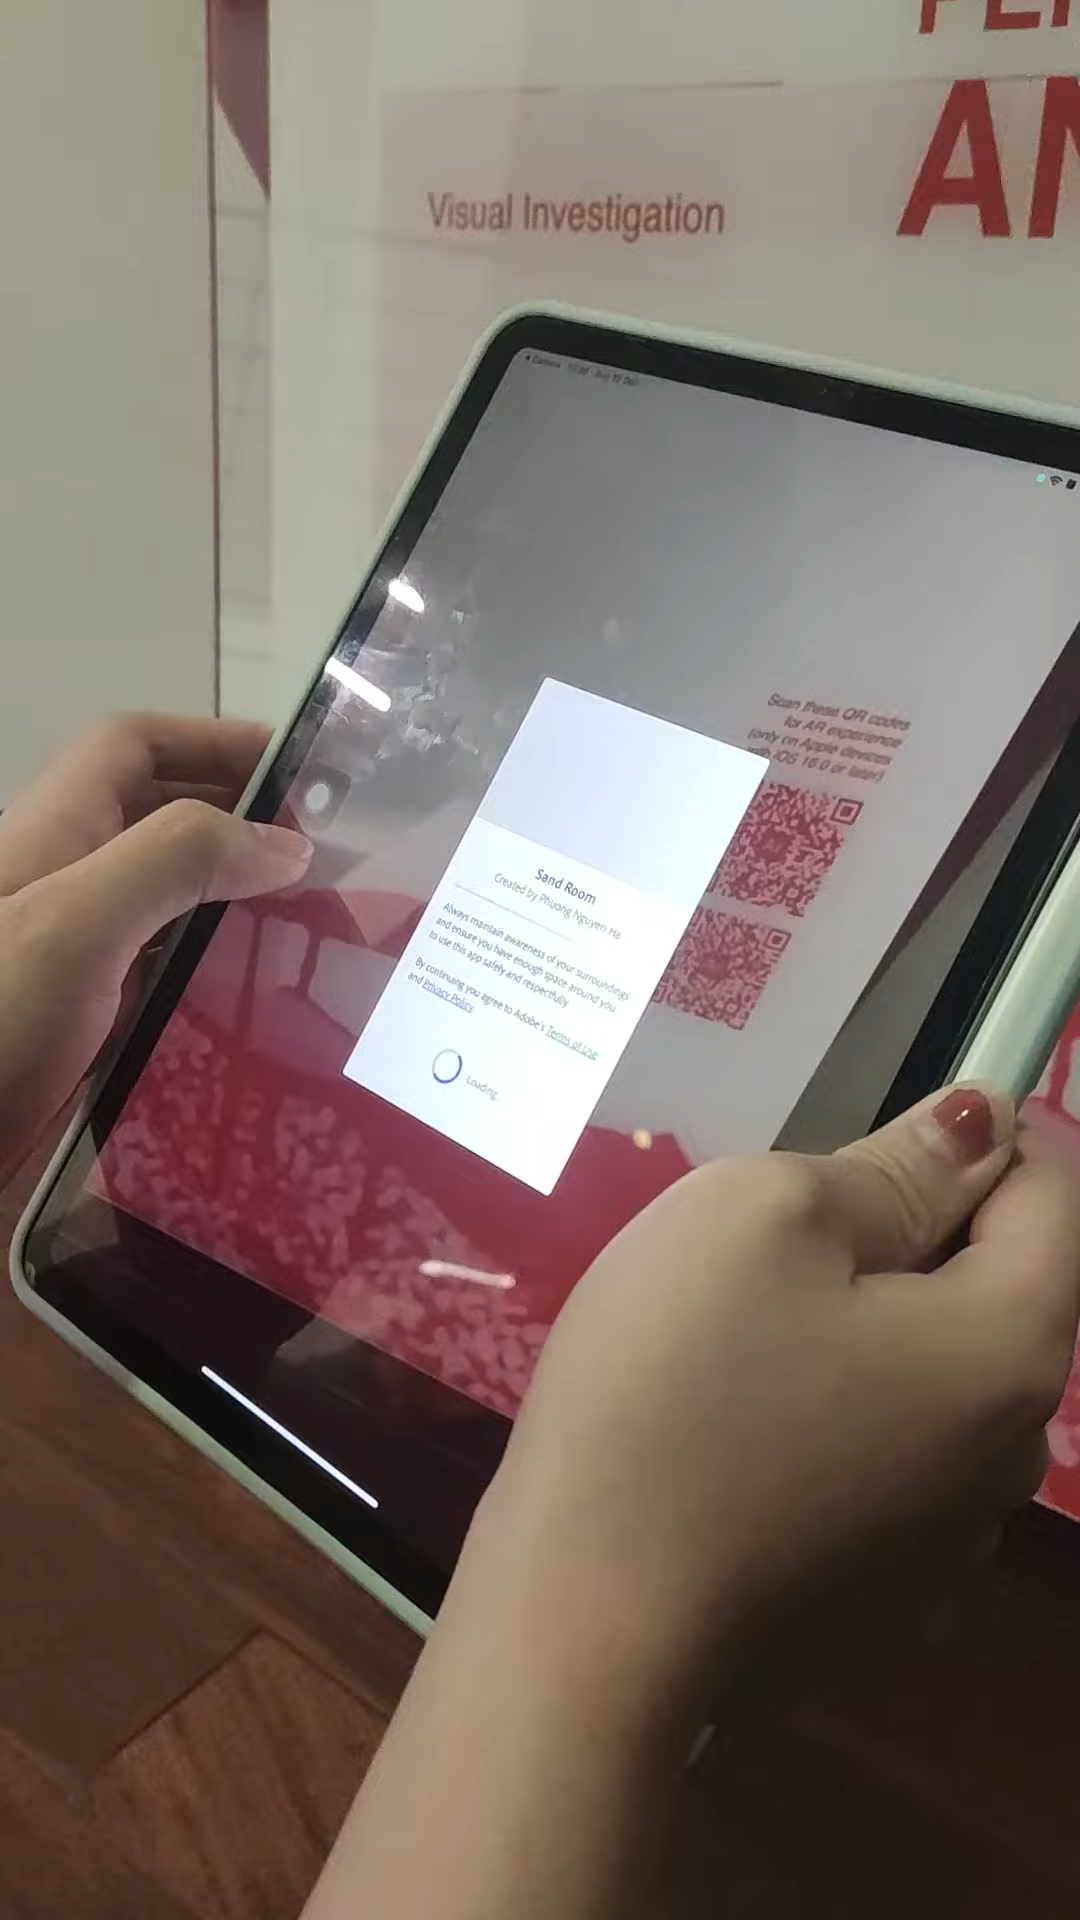 AN
Visual Investigation
Scan these QR codes
for AR experience
(only on Apple devices
with iOS 16.0 or later)
Sand Room
Created by Phuong Nguyen Ha
Always maintain awareness of your surroundings
and ensure you have enough space around you
to use this app safely and respectfully
By continuing you agree to Adobe's Terms of Use
and Privacy Policy
Loading..